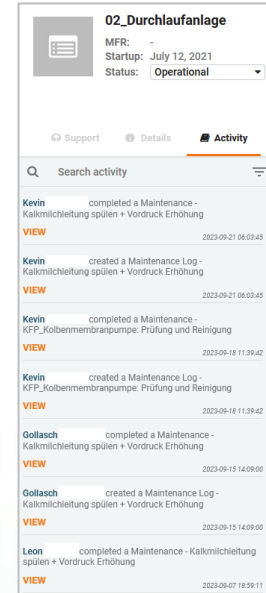 02_Durchlaufanlage
MFR: -
Startup: July 12, 2021
Status: Operational
Support Details Activity
Search activity
Kevin completed a Maintenance -
Kalkmilchleitung spülen + Vordruck Erhöhung
VIEW
2023-09-21 06:03:45
Kevin created a Maintenance Log -
Kalkmilchleitung spülen + Vordruck Erhöhung
VIEW
2023-09-21 06:03:45
Kevin completed a Maintenance -
KFP_Kolbenmembranpumpe: Prüfung und Reinigung
VIEW
2023-09-18 11:39:42
Kevin created a Maintenance Log -
KFP_Kolbenmembranpumpe: Prüfung und Reinigung
VIEW
2023-09-18 11:39:42
Gollasch completed a Maintenance -
Kalkmilchleitung spülen + Vordruck Erhöhung
VIEW
2023-09-15 14:09:00
Gollasch created a Maintenance Log -
Kalkmilchleitung spülen + Vordruck Erhöhung
VIEW
2023-09-15 14:09:00
Leon completed a Maintenance - Kalkmilchleitung
spülen + Vordruck Erhöhung
VIEW
2023-09-07 18:59:11